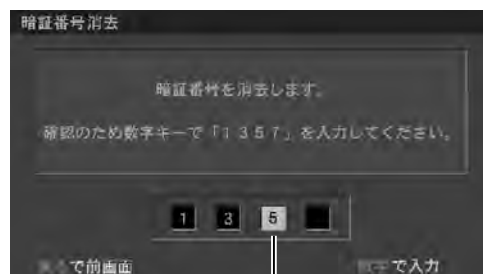 暗証番号消去
暗証番号を消去します。
確認のため数字キーで「1357」を入力してください。
1 3 5
で前画面
で入力